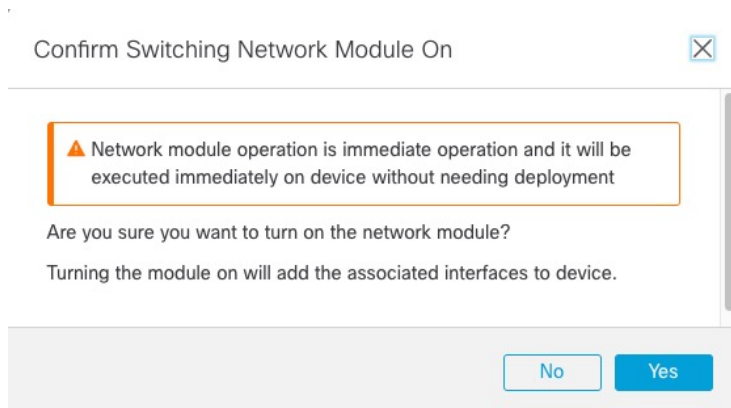 Confirm Switching Network Module On
Network module operation is immediate operation and it will be
executed immediately on device without needing deployment
Are you sure you want to turn on the network module?
Turning the module on will add the associated interfaces to device.
No
Yes